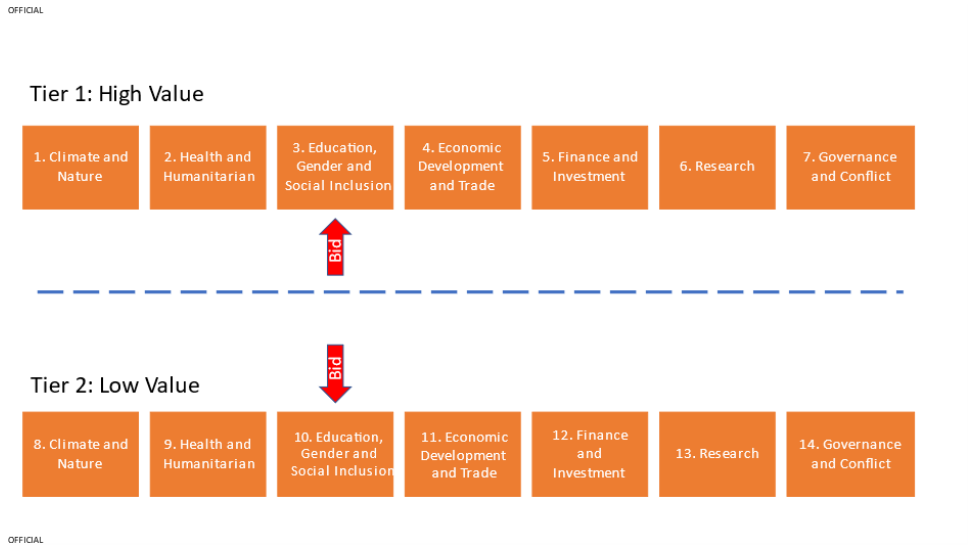 OFFICIAL
Tier 1: High Value
1. Climate and
Nature
2. Health and
Humanitarian
3. Education,
Gender and
Social Inclusion
4. Economic
Development
and Trade
5. Finance and
Investment
6. Research
7. Governance
and Conflict
Bid
Bid
Tier 2: Low Value
8. Climate and
Nature
9. Health and
Humanitarian
10. Education,
Gender and
Social Inclusion
11. Economic
Development
and Trade
12. Finance
and
Investment
13. Research
14. Governance
and Conflict
OFFICIAL